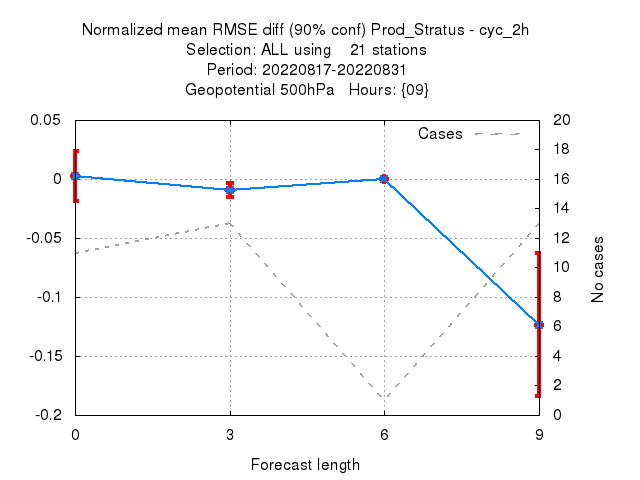 Normalized mean RMSE diff (90% conf) Prod_Stratus - cyc_2h
Selection: ALL using    21 stations
Period: 20220817-20220831
Geopotential 500hPa   Hours: {09}
Cases
0.05
0
-0.05
-0.1
-0.15
-0.2
20
18
16
14
12
10
8
6
4
2
0
No cases
0 3 6 9
Forecast length